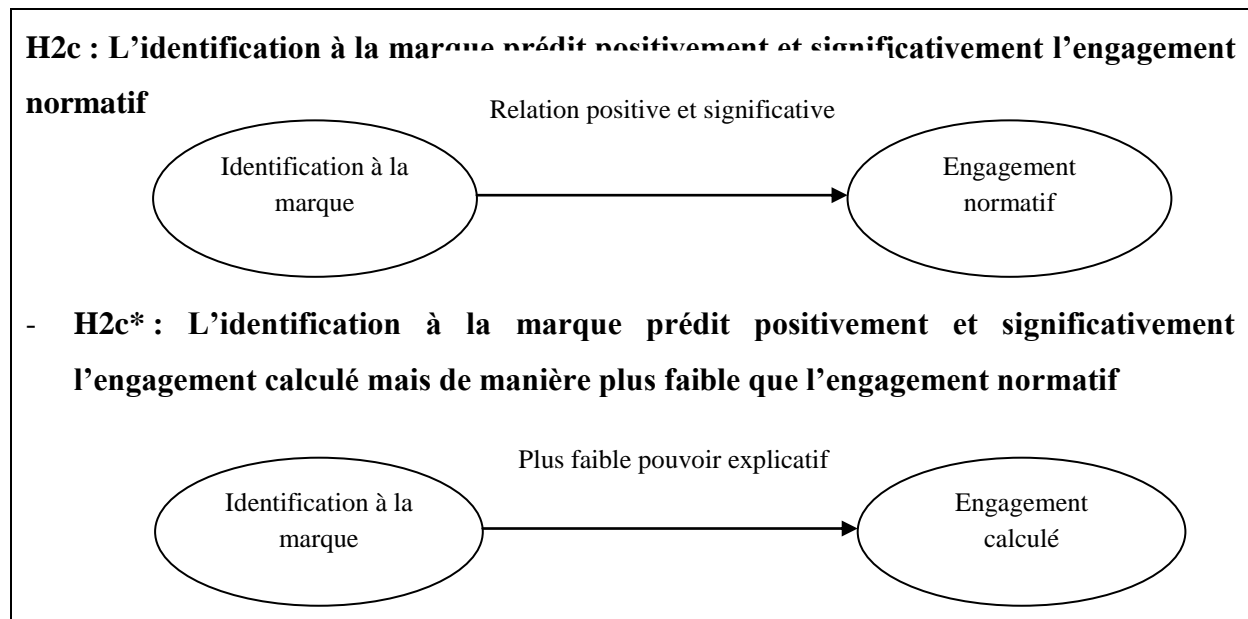 H2c : L’identification à la marque prédit positivement et significativement l’engagement
normatif
Relation positive et significative
Identification à la
marque
Engagement
normatif
- H2c* : L’identification à la marque prédit positivement et significativement
l’engagement calculé mais de manière plus faible que l’engagement normatif
Plus faible pouvoir explicatif
Identification à la
marque
Engagement
calculé